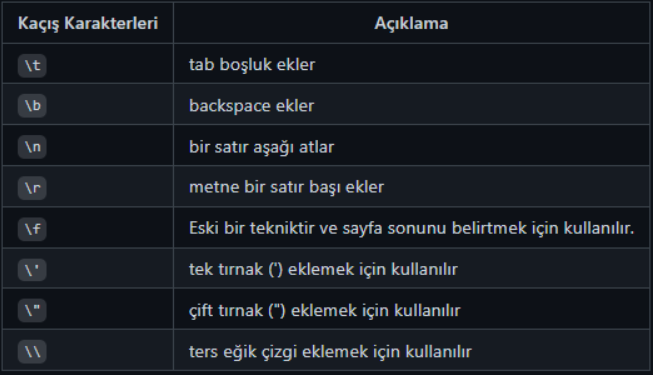 Kaçış Karakterleri Açıklama
\t tab boşluk ekler
\b backspace ekler
\n bir satır aşağı atlar
\r metne bir satır başı ekler
\f Eski bir tekniktir ve sayfa sonunu belirtmek için kullanılır.
\' tek tırnak (') eklemek için kullanılır
\" çift tırnak (") eklemek için kullanılır
\\ ters eğik çizgi eklemek için kullanılır